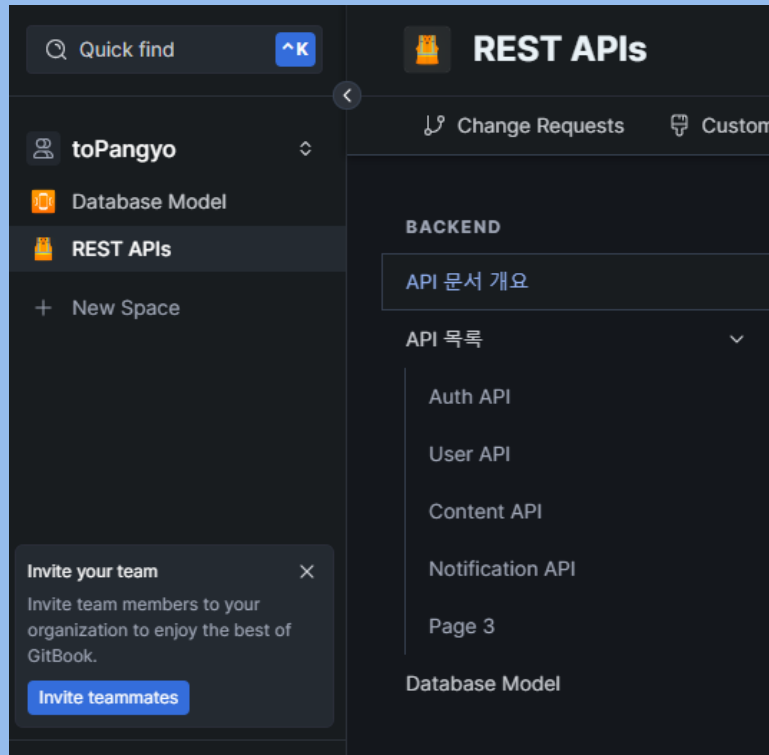 Quick find
^K
toPangyo
Database Model
REST APIs
New Space
Invite your team
Invite team members to your
organization to enjoy the best of
GitBook.
Invite teammates
REST APIs
Change Requests
Custom
BACKEND
API 문서 개요
API 목록
Auth API
User API
Content API
Notification API
Page 3
Database Model